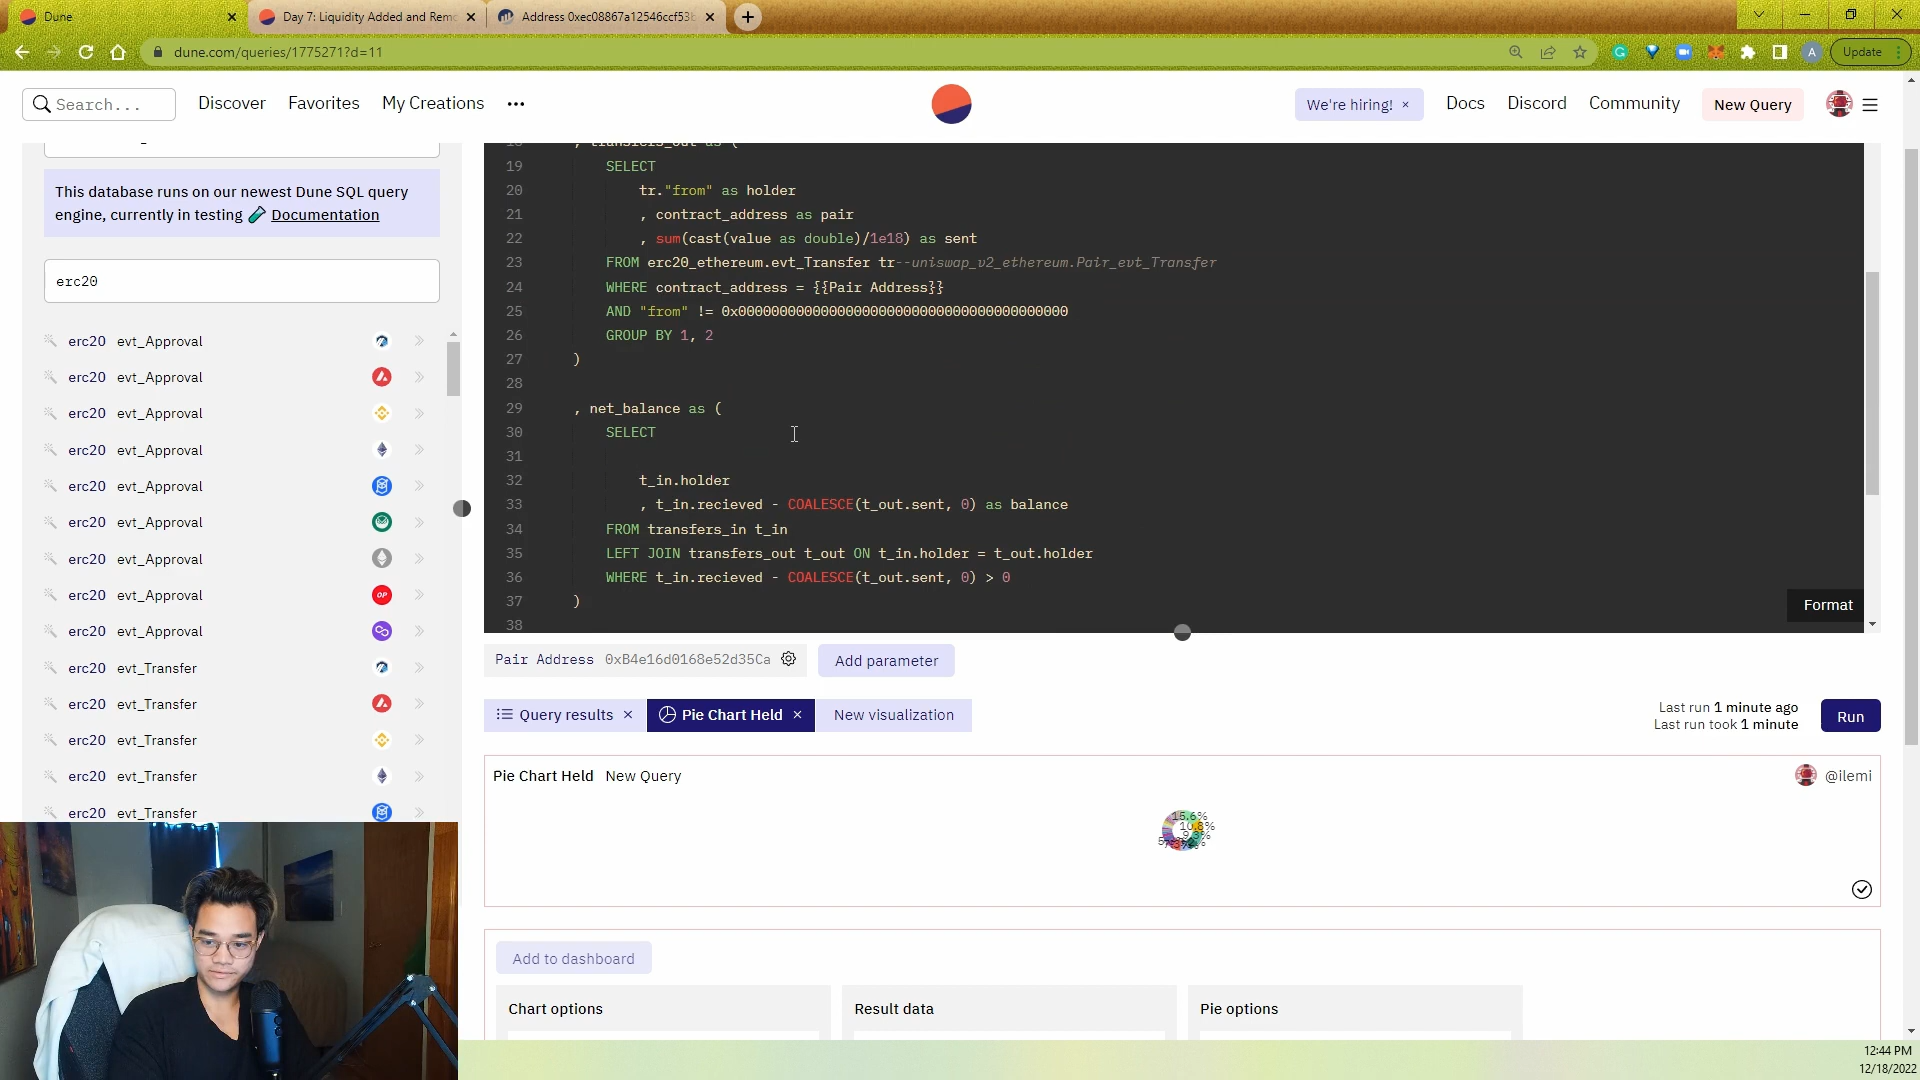 Dune
Day 7: Liquidity Added and Rem
Address 0xec08867a12546ccf53
dune.com/queries/1775271?d=11
Update
Search...
Discover
Favorites
My Creations
We're hiring! ×
Docs
Discord
Community
New Query
This database runs on our newest Dune SQL query
engine, currently in testing Documentation
erc20
erc20 evt_Approval
erc20 evt_Approval
erc20 evt_Approval
erc20 evt_Approval
erc20 evt_Approval
erc20 evt_Approval
erc20 evt_Approval
erc20 evt_Approval
erc20 evt_Approval
erc20 evt_Transfer
erc20 evt_Transfer
erc20 evt_Transfer
erc20 evt_Transfer
erc20 evt_Transfer
18 , transfers_out as (
19 SELECT
20 tr."from" as holder
21 , contract_address as pair
22 , sum(cast(value as double)/1e18) as sent
23 FROM erc20_ethereum.evt_Transfer tr--uniswap_v2_ethereum.Pair_evt_Transfer
24 WHERE contract_address = {{Pair Address}}
25 AND "from" != 0x0000000000000000000000000000000000000000
26 GROUP BY 1, 2
27 )
28
29 , net_balance as (
30 SELECT
31
32 t_in.holder
33 , t_in.recieved - COALESCE(t_out.sent, 0) as balance
34 FROM transfers_in t_in
35 LEFT JOIN transfers_out t_out ON t_in.holder = t_out.holder
36 WHERE t_in.recieved - COALESCE(t_out.sent, 0) > 0
37 )
38
Format
Pair Address 0xB4e16d0168e52d35Ca
Add parameter
Query results ×
Pie Chart Held ×
New visualization
Last run 1 minute ago
Last run took 1 minute
Run
Pie Chart Held New Query
@ilemi
15.6%
10.8%
9.3%
Add to dashboard
Chart options
Result data
Pie options
12:44 PM
12/18/2022